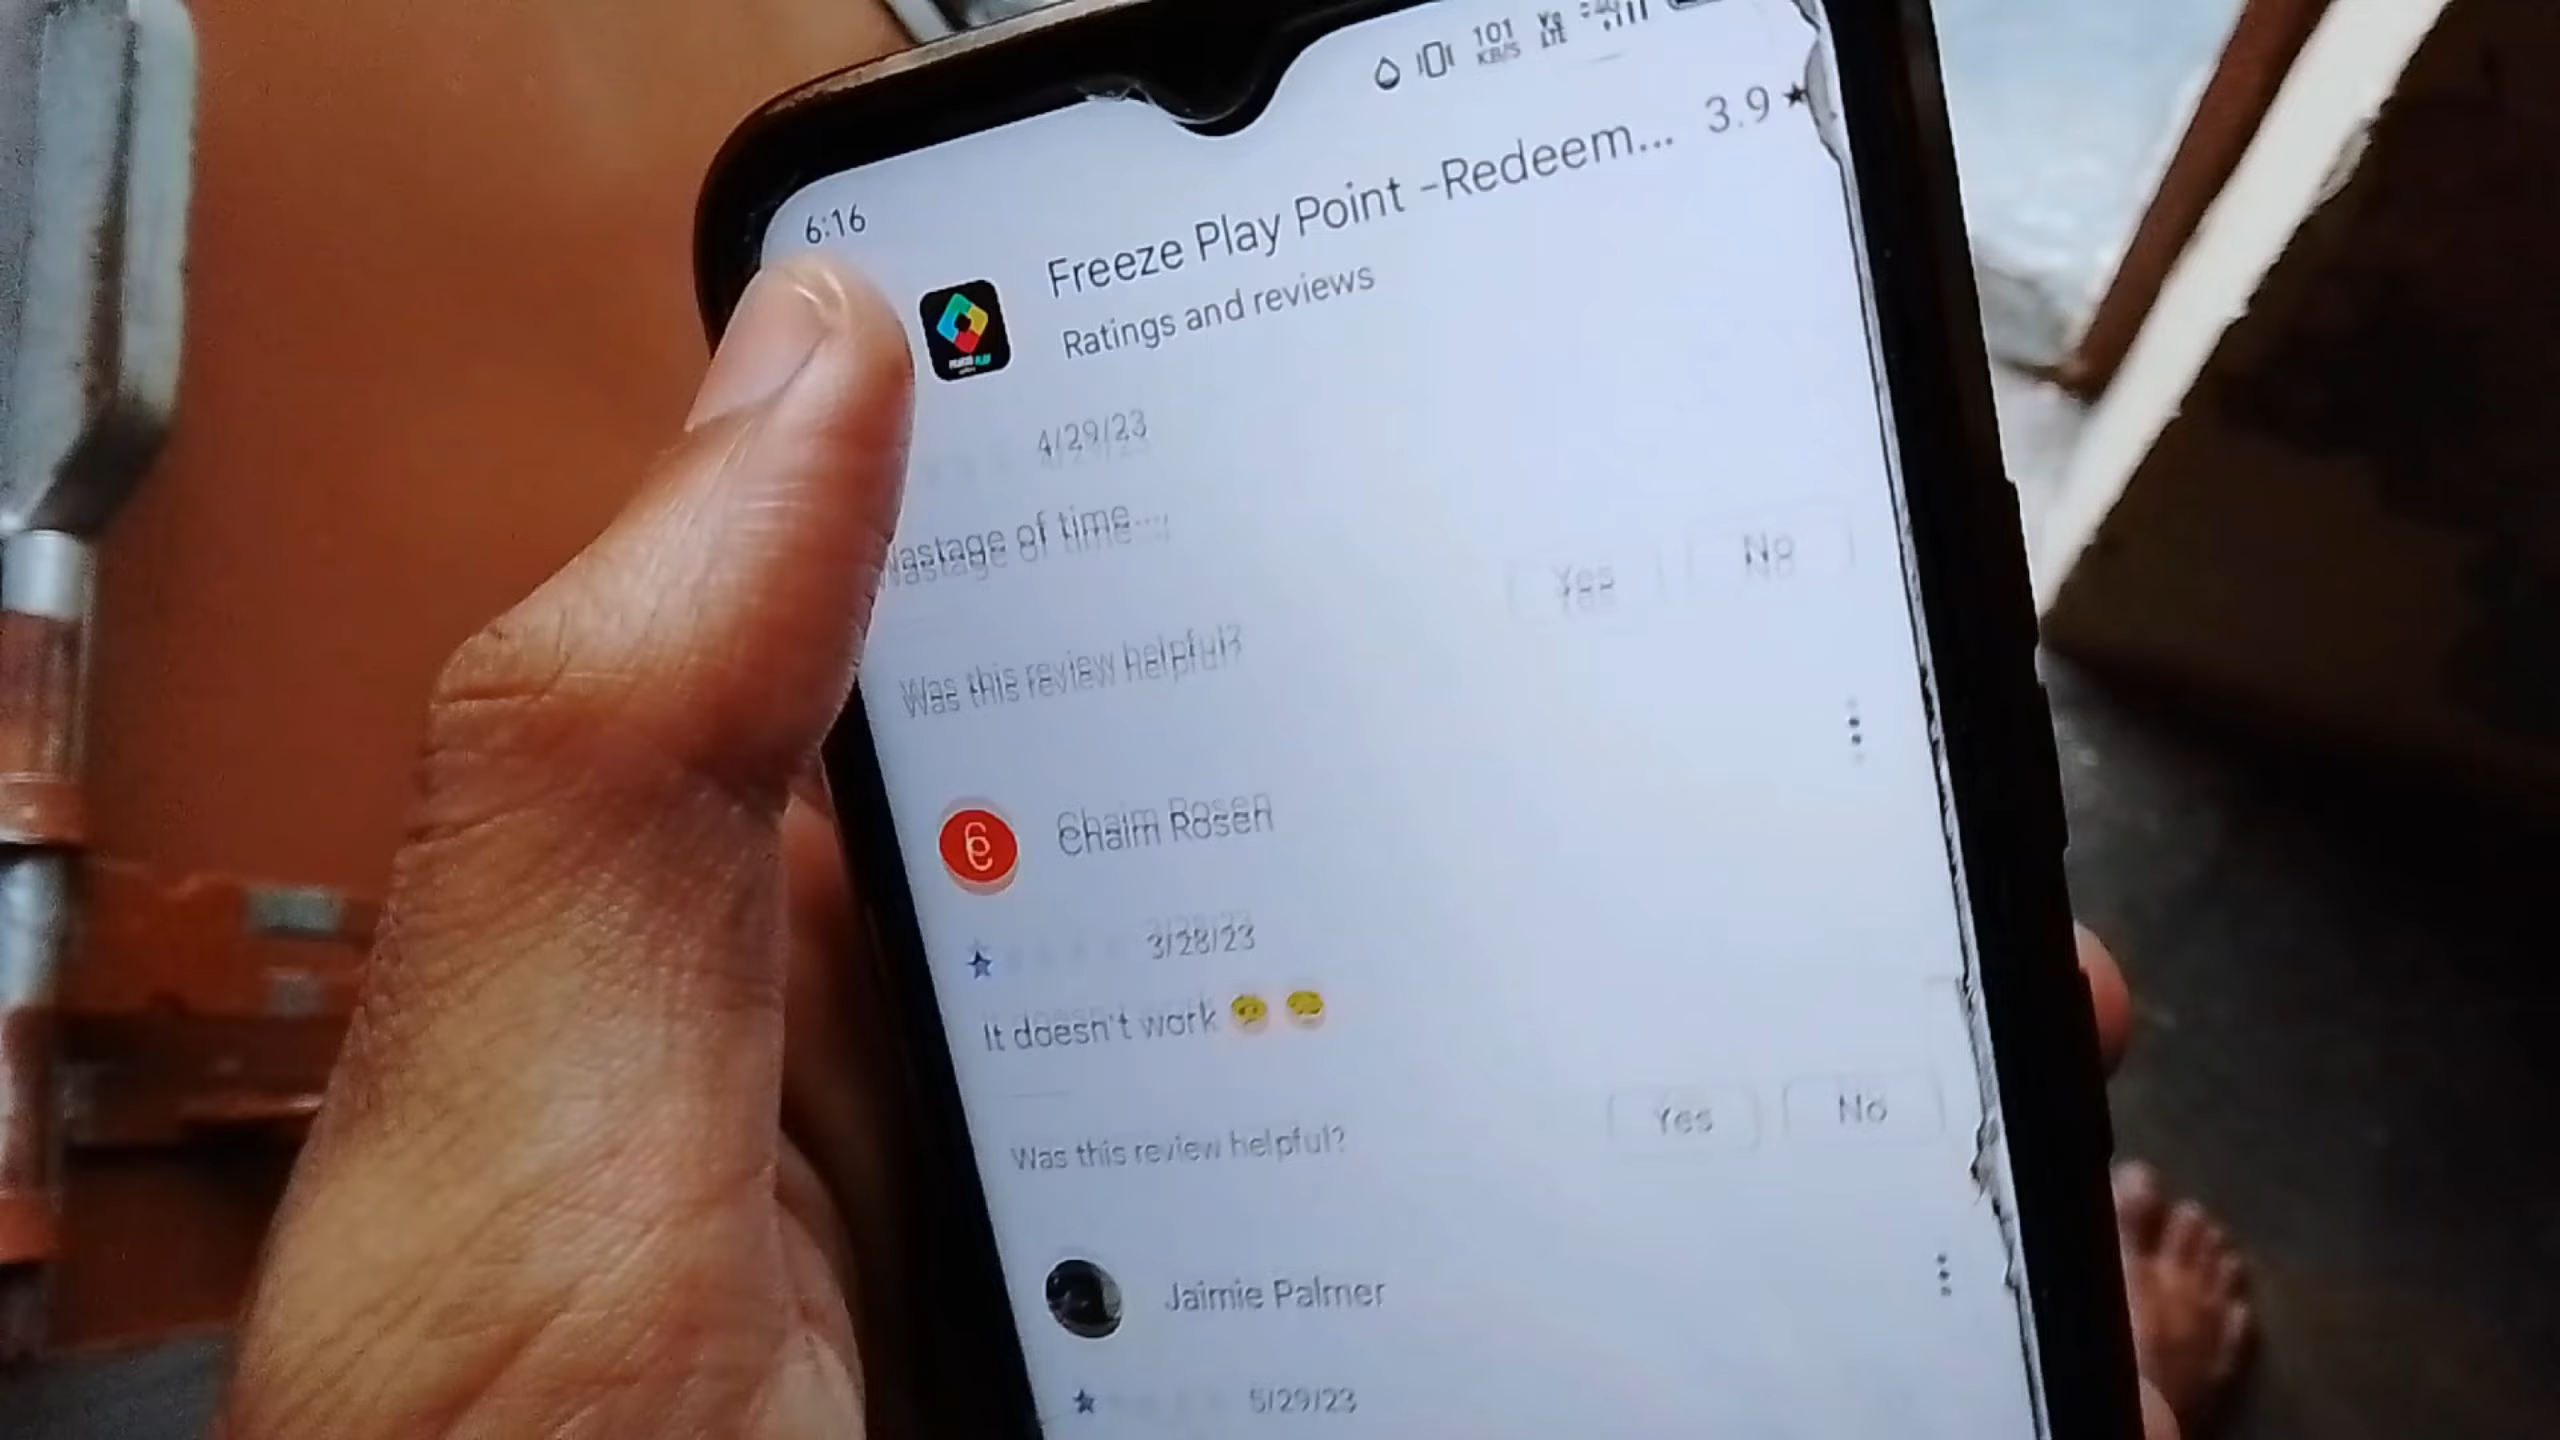 101
KB/S
Vo
LTE
6:16
Freeze Play Point -Redeem... 3.9 ★
Ratings and reviews
4/29/23
Wastage of time....
Was this review helpful? Yes No
Chaim Rosen
3/28/23
It doesn't work
Was this review helpful? Yes No
Jaimie Palmer
5/29/23